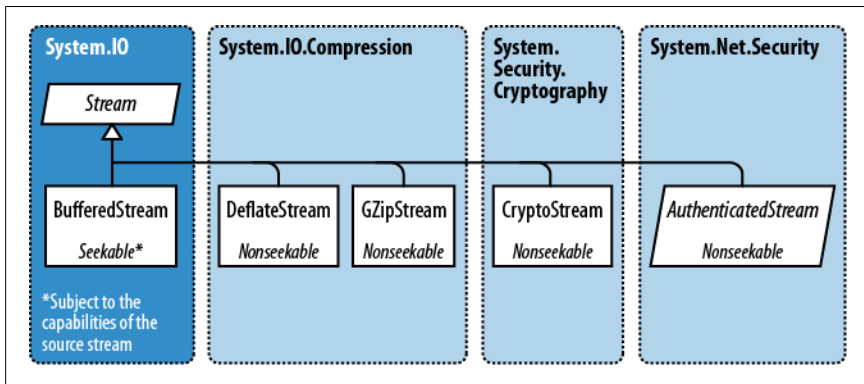 System.IO
Stream
BufferedStream
Seekable*
*Subject to the
capabilities of the
source stream
System.IO.Compression
DeflateStream
Nonseekable
GZipStream
Nonseekable
System.
Security.
Cryptography
CryptoStream
Nonseekable
System.Net.Security
AuthenticatedStream
Nonseekable